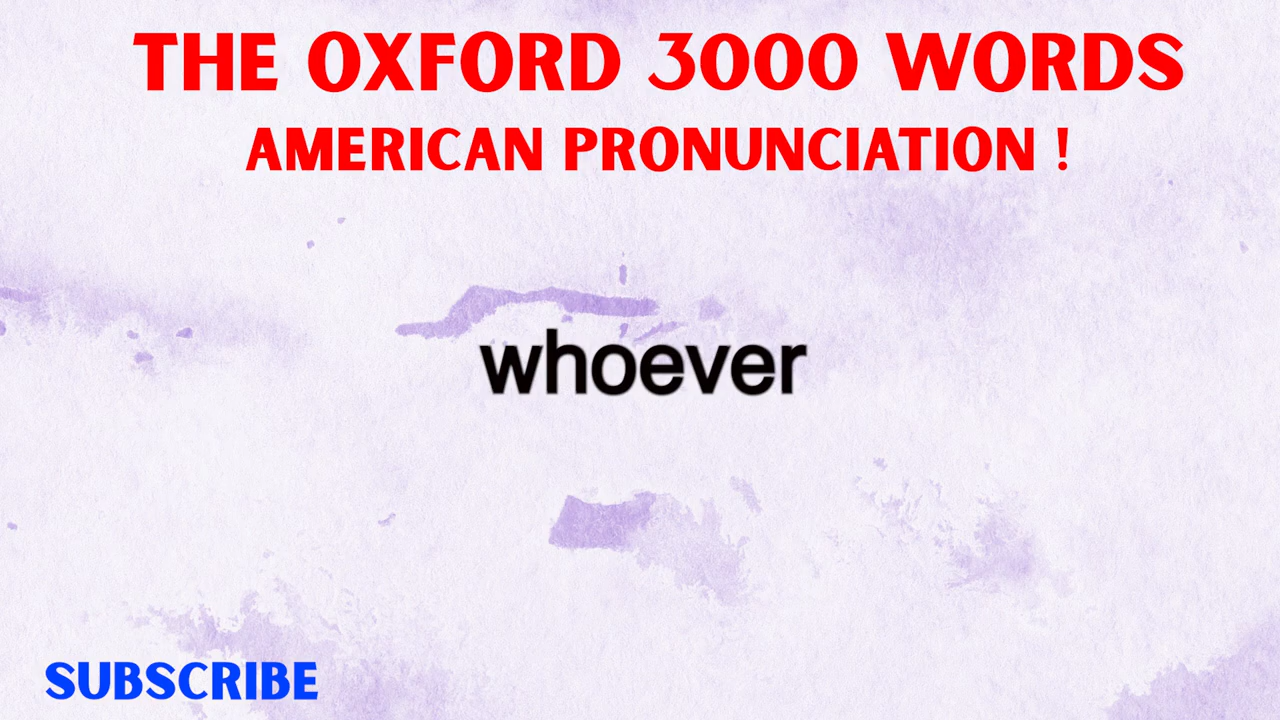 THE OXFORD 3000 WORDS
AMERICAN PRONUNCIATION !
whoever
SUBSCRIBE